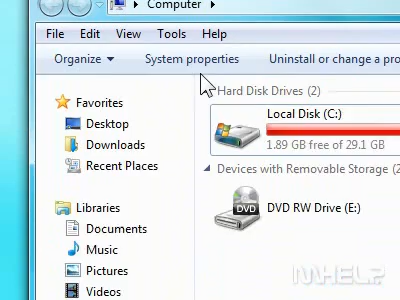 Computer
File Edit View Tools Help
Organize System properties Uninstall or change a pro
Favorites
Desktop
Downloads
Recent Places
Libraries
Documents
Music
Pictures
Videos
Hard Disk Drives (2)
Local Disk (C:)
1.89 GB free of 29.1 GB
Devices with Removable Storage (2
DVD RW Drive (E:)
DVD